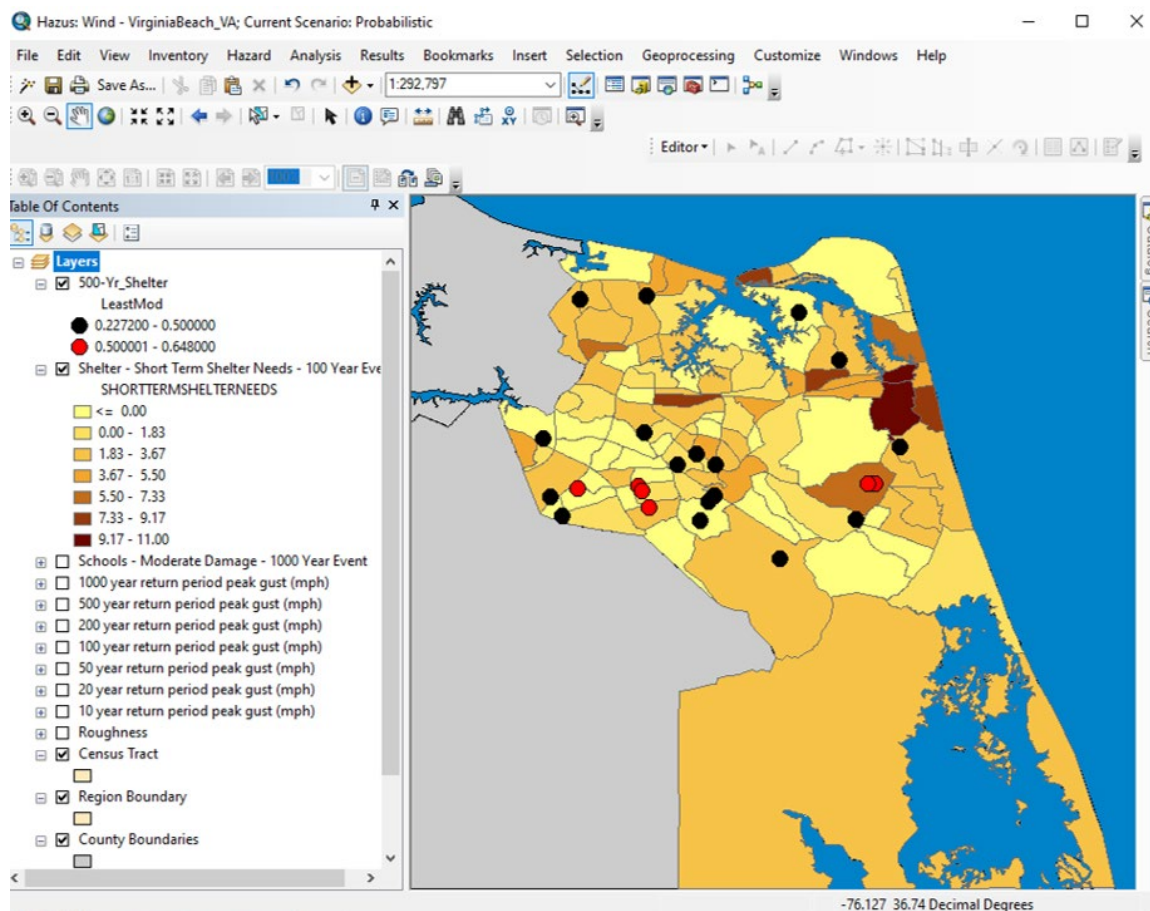 Hazus: Wind - VirginiaBeach_VA; Current Scenario: Probabilistic
File Edit View Inventory Hazard Analysis Results Bookmarks Insert Selection Geoprocessing Customize Windows Help
Save As... 1:292,797
Editor
100%
Table Of Contents
Layers
500-Yr_Shelter
LeastMod
0.227200 - 0.500000
0.500001 - 0.648000
Shelter - Short Term Shelter Needs - 100 Year Eve
SHORTTERMSHELTERNEEDS
<= 0.00
0.00 - 1.83
1.83 - 3.67
3.67 - 5.50
5.50 - 7.33
7.33 - 9.17
9.17 - 11.00
Schools - Moderate Damage - 1000 Year Event
1000 year return period peak gust (mph)
500 year return period peak gust (mph)
200 year return period peak gust (mph)
100 year return period peak gust (mph)
50 year return period peak gust (mph)
20 year return period peak gust (mph)
10 year return period peak gust (mph)
Roughness
Census Tract
Region Boundary
County Boundaries
-76.127 36.74 Decimal Degrees